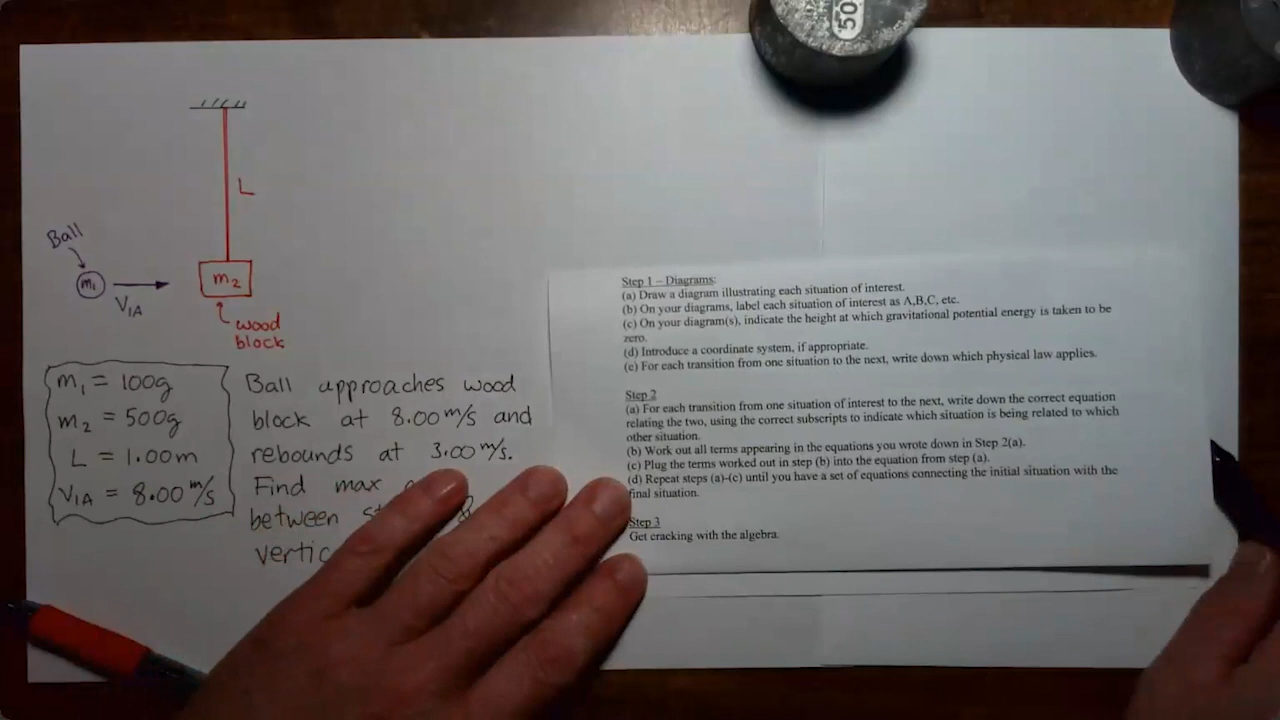 50
L
Ball
m₁
V₁A
m₂
wood
block
m₁ = 100g
m₂ = 500g
L = 1.00m
V₁A = 8.00 m/s
Ball approaches wood
block at 8.00 m/s and
rebounds at 3.00 m/s.
Find max
between
Step 1 – Diagrams:
(a) Draw a diagram illustrating each situation of interest.
(b) On your diagrams, label each situation of interest as A,B,C, etc.
(c) On your diagram(s), indicate the height at which gravitational potential energy is taken to be
zero.
(d) Introduce a coordinate system, if appropriate.
(e) For each transition from one situation to the next, write down which physical law applies.
Step 2
(a) For each transition from one situation of interest to the next, write down the correct equation
relating the two, using the correct subscripts to indicate which situation is being related to which
other situation.
(b) Work out all terms appearing in the equations you wrote down in Step 2(a).
(c) Plug the terms worked out in step (b) into the equation from step (a).
(d) Repeat steps (a)-(c) until you have a set of equations connecting the initial situation with the
final situation.
Step 3
Get cracking with the algebra.